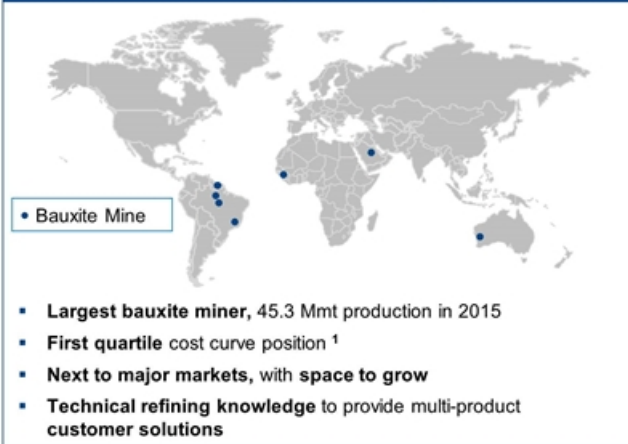 • Bauxite Mine
▪ Largest bauxite miner, 45.3 Mmt production in 2015
▪ First quartile cost curve position ¹
▪ Next to major markets, with space to grow
▪ Technical refining knowledge to provide multi-product
customer solutions